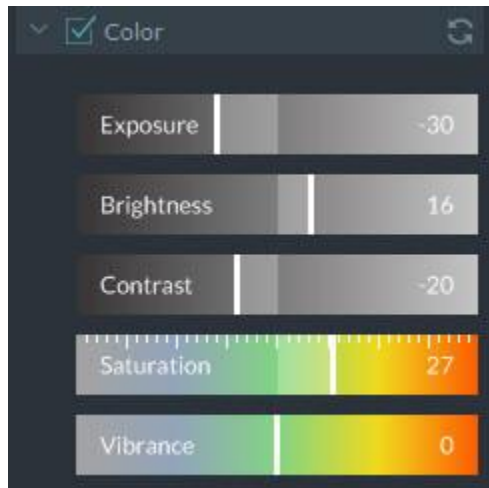 Color
Exposure -30
Brightness 16
Contrast -20
Saturation 27
Vibrance 0